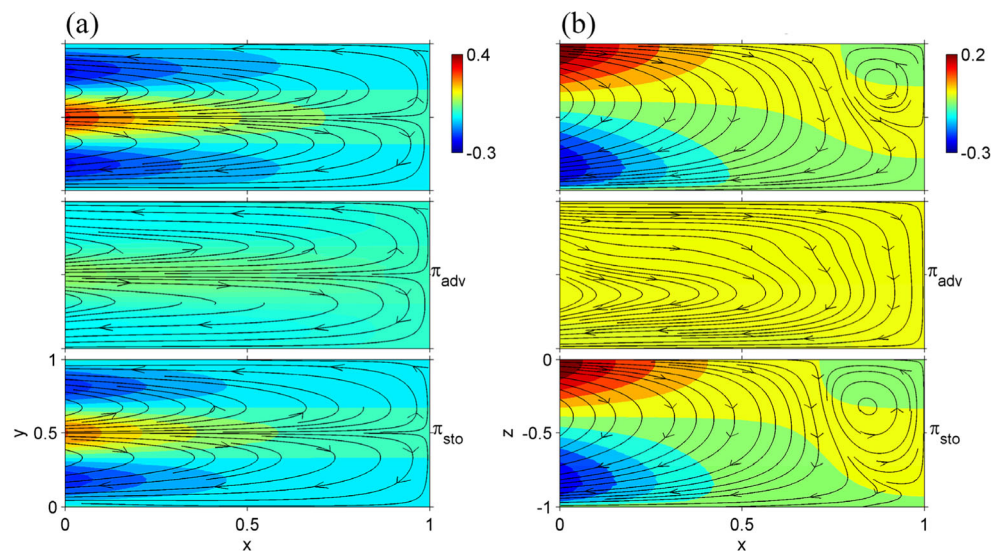 (a)
(b)
0.4
-0.3
0.2
-0.3
π_adv
π_adv
1
y 0.5
0
π_sto
0 0.5 1
x
0
z -0.5
-1
π_sto
0 0.5 1
x